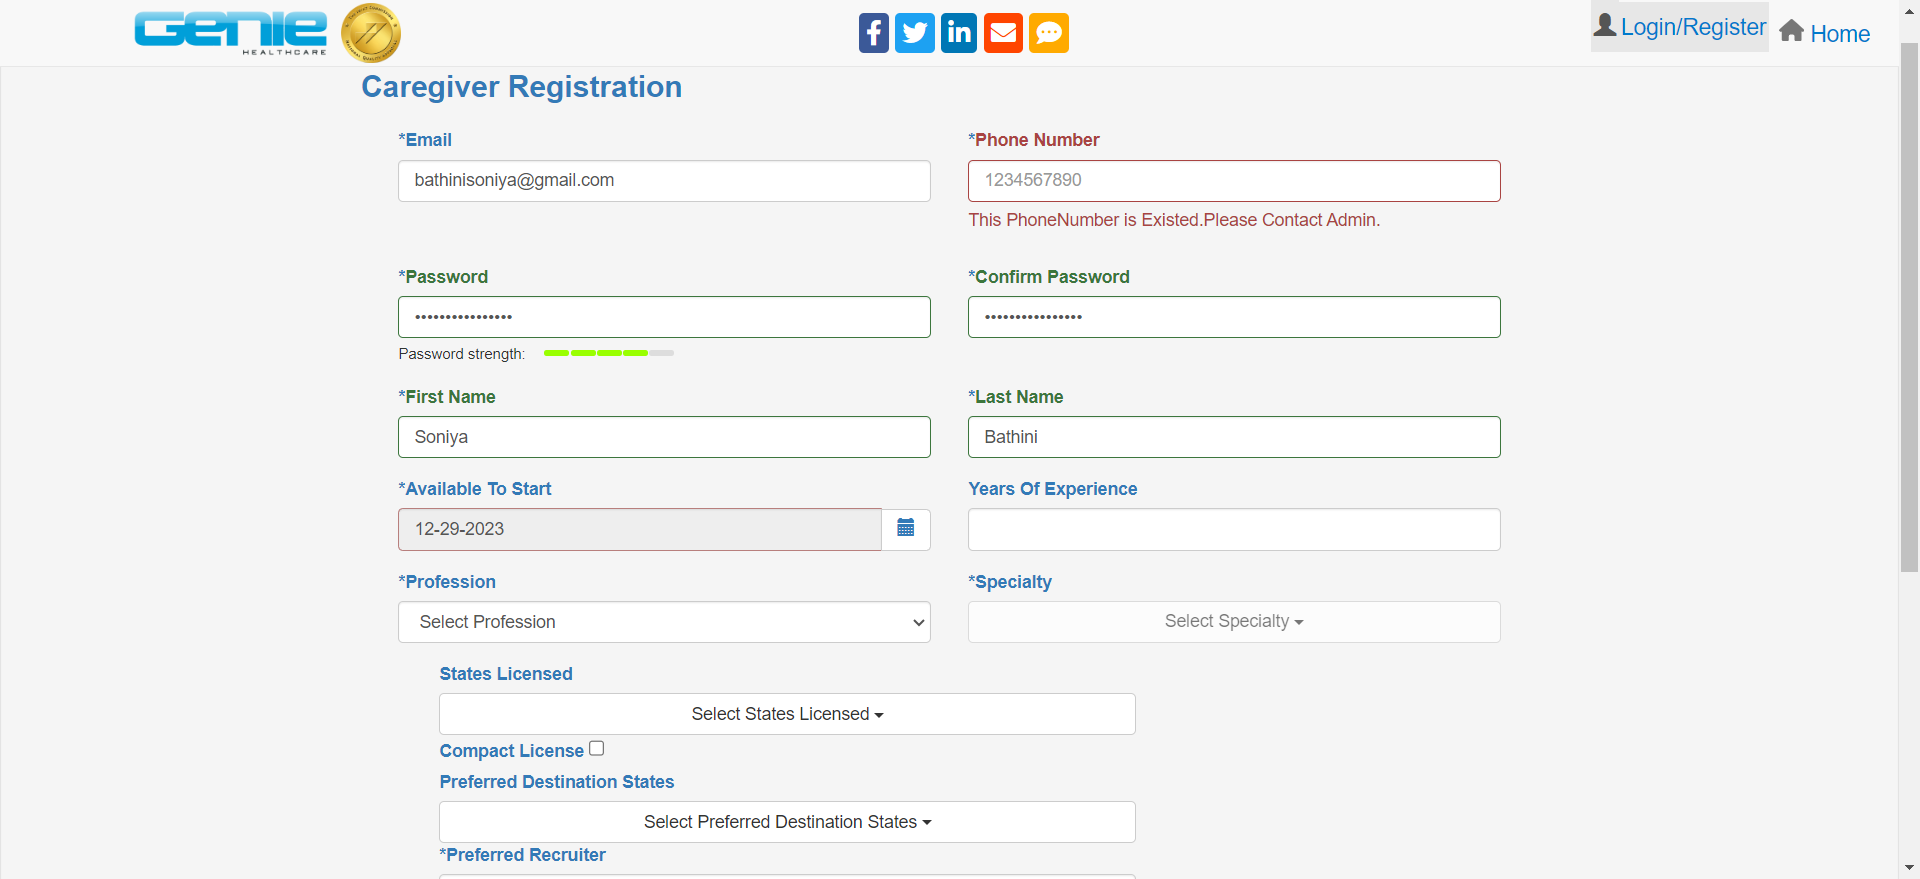 GENIE
HEALTHCARE
Login/Register
Home
Caregiver Registration
*Email
*Phone Number
bathinisoniya@gmail.com
1234567890
This PhoneNumber is Existed.Please Contact Admin.
*Password
*Confirm Password
••••••••••••••••
••••••••••••••••
Password strength:
*First Name
*Last Name
Soniya
Bathini
*Available To Start
Years Of Experience
12-29-2023
*Profession
*Specialty
Select Profession
Select Specialty
States Licensed
Select States Licensed
Compact License
Preferred Destination States
Select Preferred Destination States
*Preferred Recruiter